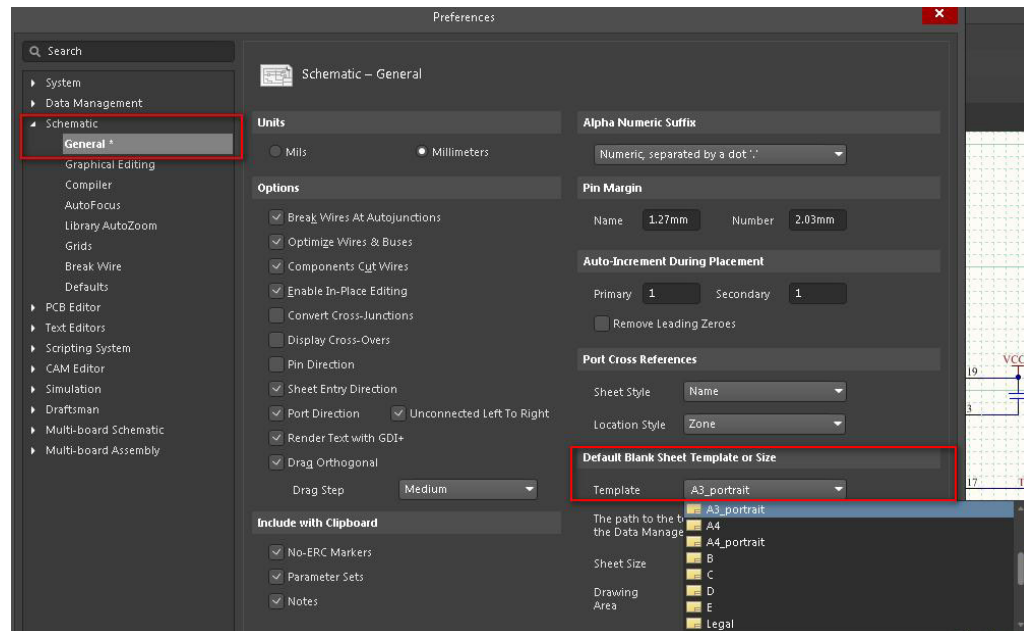 Preferences
×
Search
System
Data Management
Schematic
General *
Graphical Editing
Compiler
AutoFocus
Library AutoZoom
Grids
Break Wire
Defaults
PCB Editor
Text Editors
Scripting System
CAM Editor
Simulation
Draftsman
Multi-board Schematic
Multi-board Assembly
Schematic – General
Units
Mils Millimeters
Options
Break Wires At Autojunctions
Optimize Wires & Buses
Components Cut Wires
Enable In-Place Editing
Convert Cross-Junctions
Display Cross-Overs
Pin Direction
Sheet Entry Direction
Port Direction Unconnected Left To Right
Render Text with GDI+
Drag Orthogonal
Drag Step Medium
Include with Clipboard
No-ERC Markers
Parameter Sets
Notes
Alpha Numeric Suffix
Numeric, separated by a dot '.'
Pin Margin
Name 1.27mm Number 2.03mm
Auto-Increment During Placement
Primary 1 Secondary 1
Remove Leading Zeroes
Port Cross References
Sheet Style Name
Location Style Zone
Default Blank Sheet Template or Size
Template A3_portrait
The path to the t
the Data Manage
Sheet Size
Drawing
Area
A3_portrait
A4
A4_portrait
B
C
D
E
Legal
VCC
19
3
17